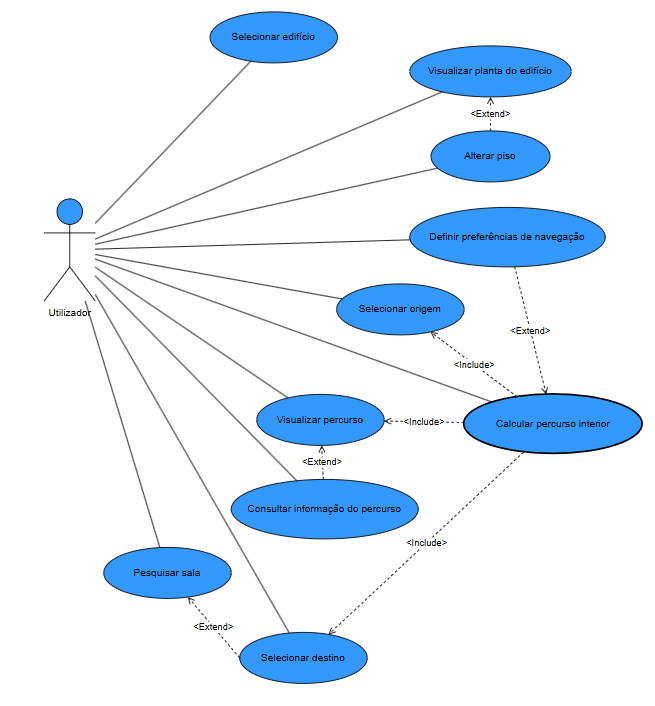 Selecionar edifício
Visualizar planta do edifício
<Extend>
Alterar piso
Definir preferências de navegação
Utilizador
Selecionar origem
<Extend>
<Include>
Visualizar percurso
<Include>
Calcular percurso interior
<Extend>
Consultar informação do percurso
<Include>
Pesquisar sala
<Extend>
Selecionar destino